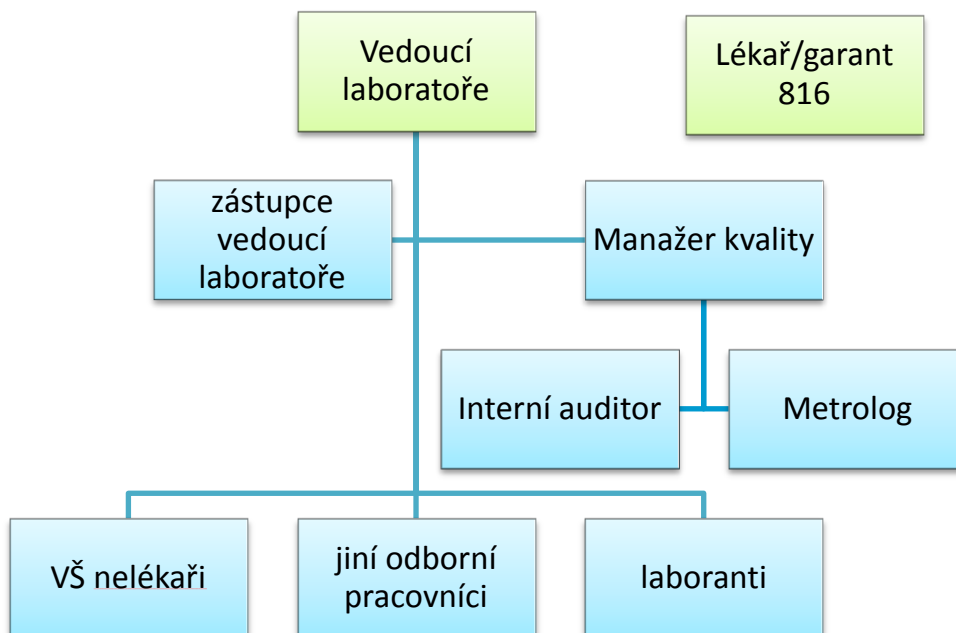 Vedoucí
laboratoře
Lékař/garant
816
zástupce
vedoucí
laboratoře
Manažer kvality
Interní auditor
Metrolog
VŠ nelékaři
jiní odborní
pracovníci
laboranti